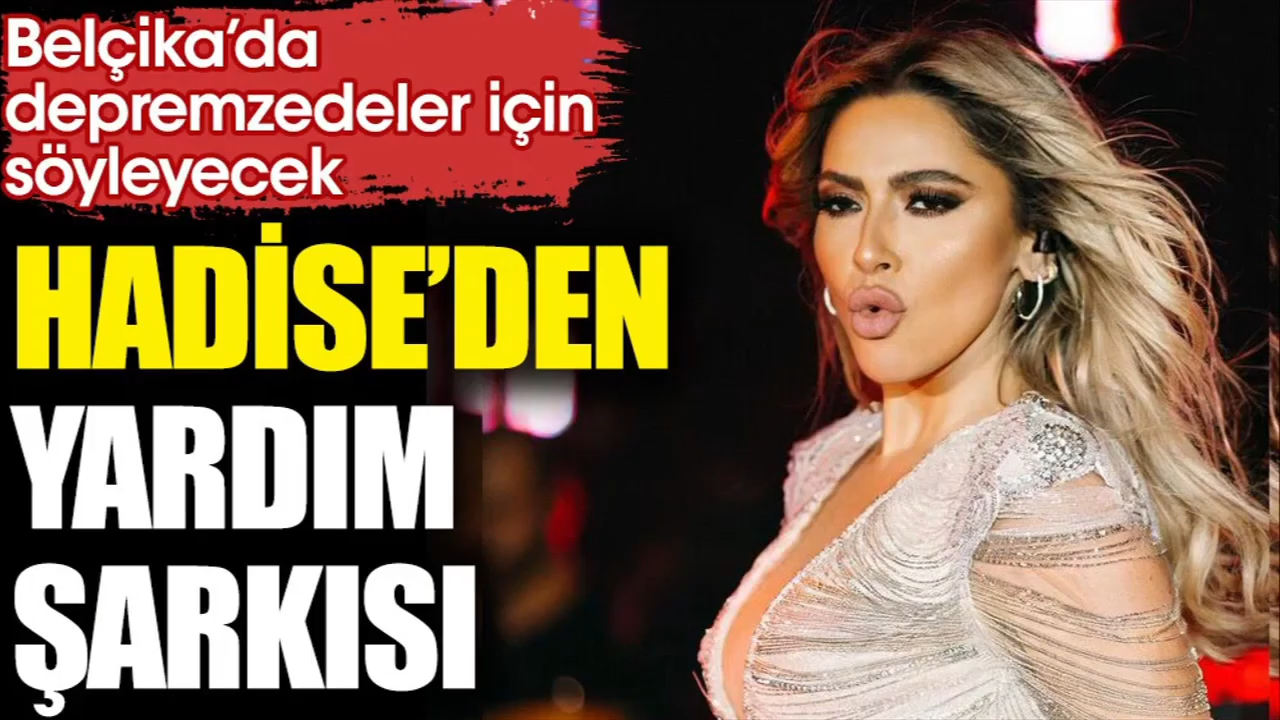 Belçika’da
depremzedeler için
söyleyecek
HADİSE’DEN
YARDIM
ŞARKISI